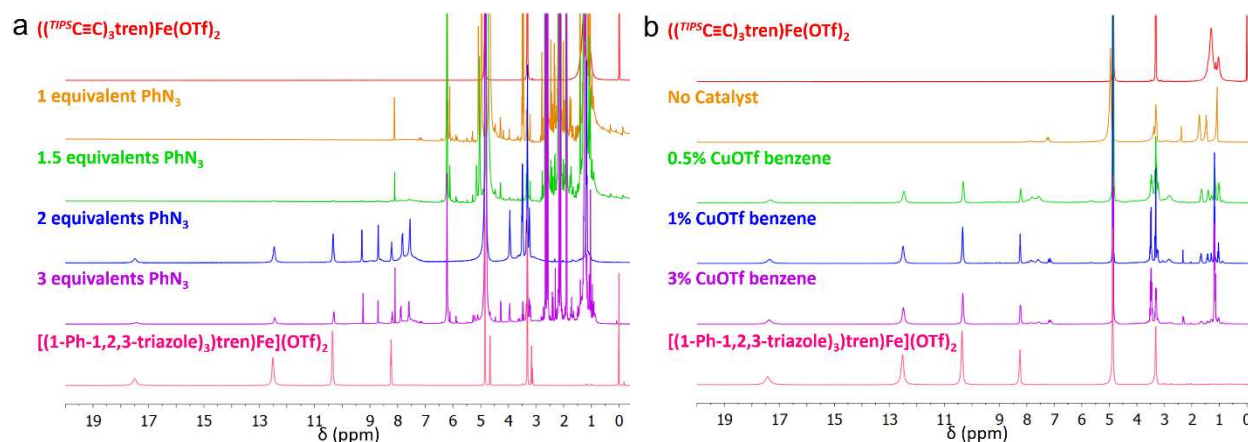 a
((ᵀᴵᴾˢC≡C)₃tren)Fe(OTf)₂
1 equivalent PhN₃
1.5 equivalents PhN₃
2 equivalents PhN₃
3 equivalents PhN₃
[(1-Ph-1,2,3-triazole)₃)tren)Fe](OTf)₂
19 17 15 13 11 9 8 7 6 5 4 3 2 1 0
δ (ppm)
b
((ᵀᴵᴾˢC≡C)₃tren)Fe(OTf)₂
No Catalyst
0.5% CuOTf benzene
1% CuOTf benzene
3% CuOTf benzene
[(1-Ph-1,2,3-triazole)₃)tren)Fe](OTf)₂
19 17 15 13 11 9 8 7 6 5 4 3 2 1 0
δ (ppm)